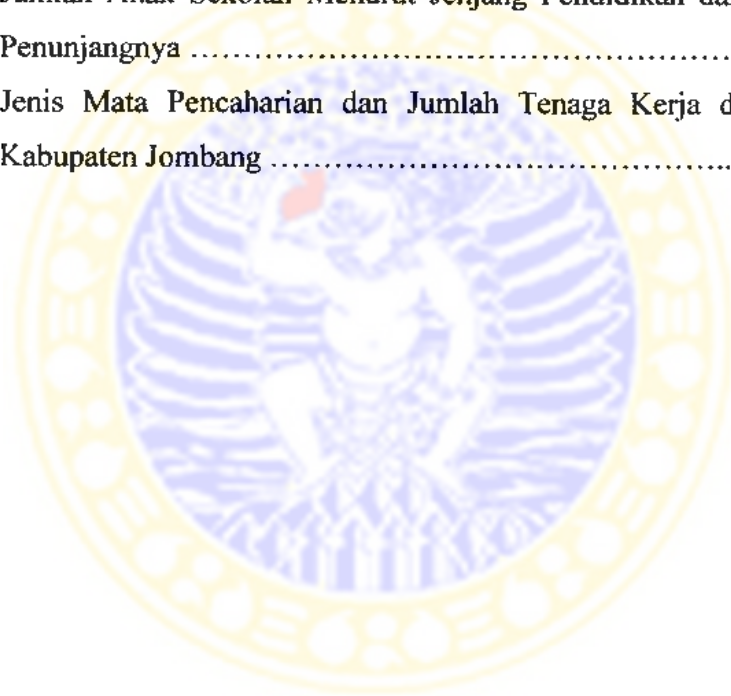 Penunjangnya ........................................................
Jenis Mata Pencaharian dan Jumlah Tenaga Kerja d
Kabupaten Jombang ................................................